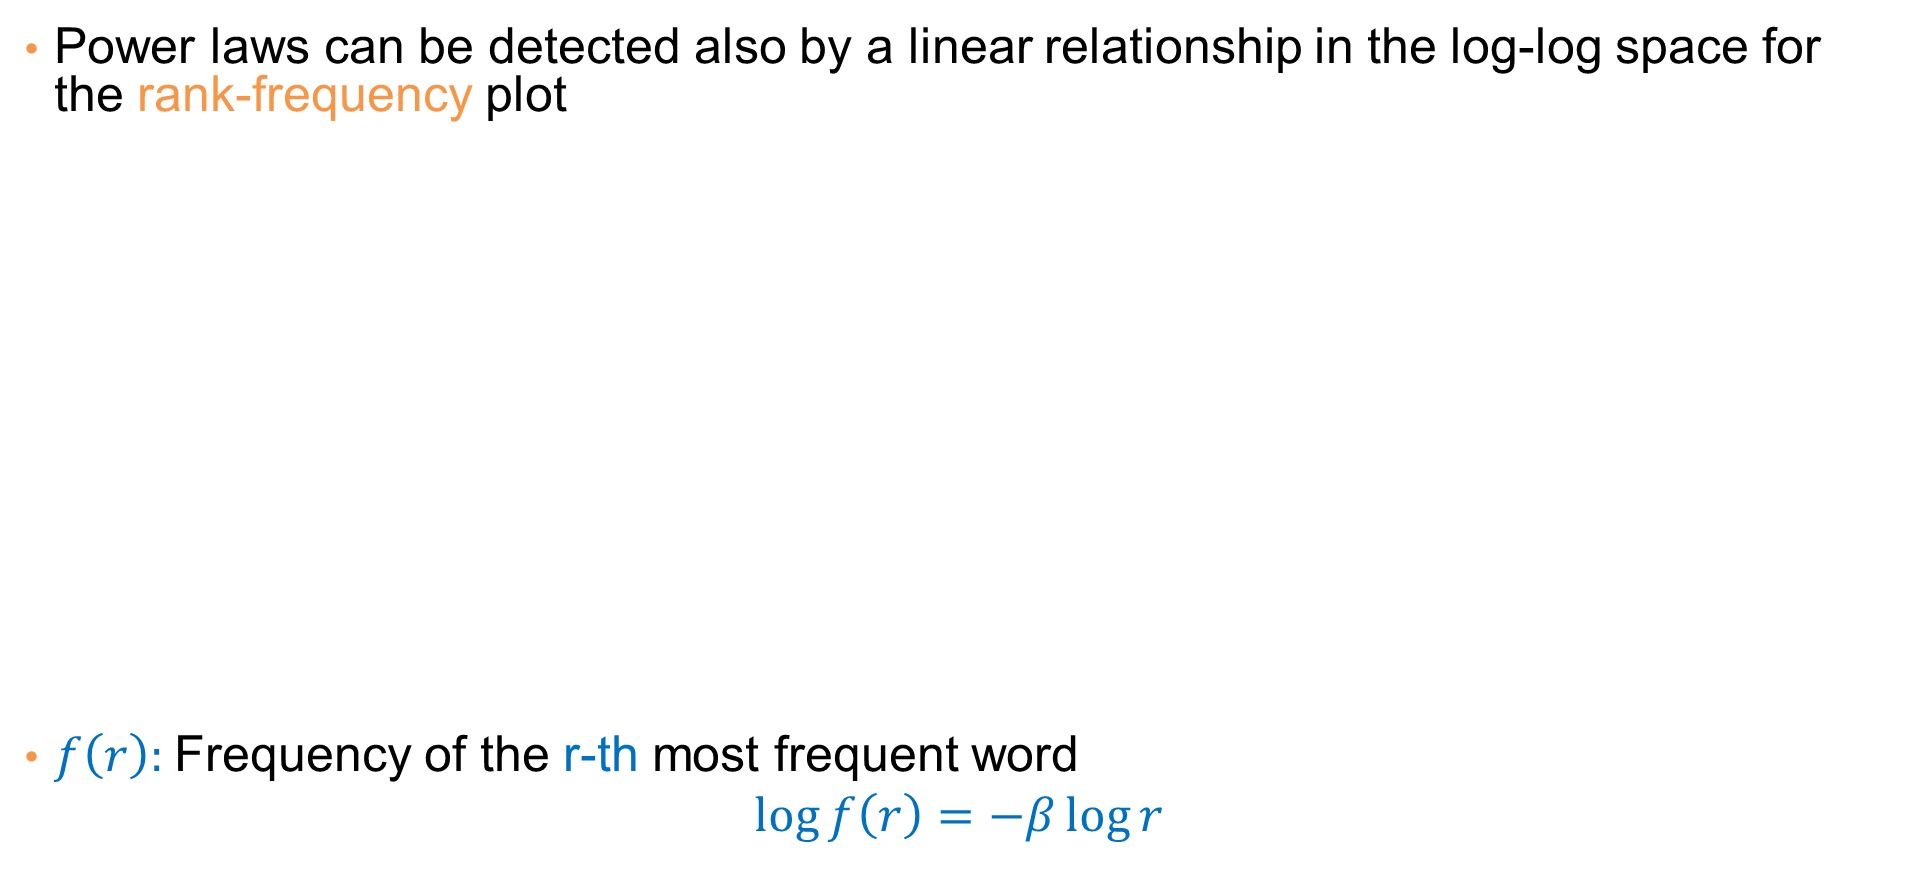 • Power laws can be detected also by a linear relationship in the log-log space for
the rank-frequency plot
• f(r): Frequency of the r-th most frequent word
log f(r) = −β log r